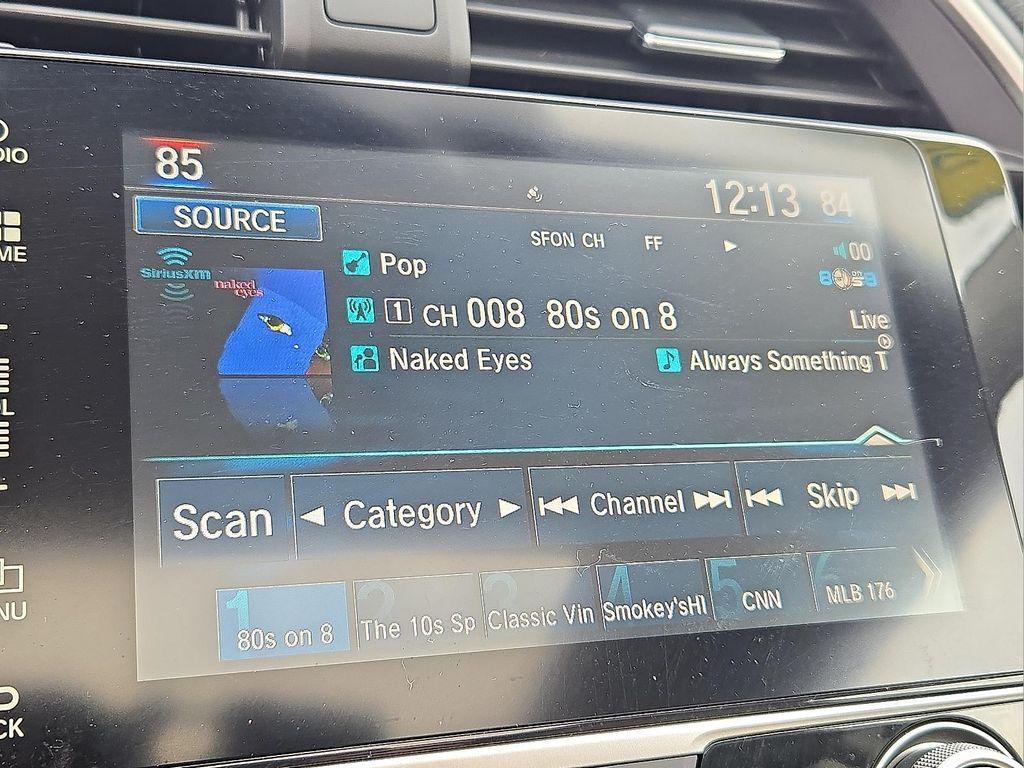 85
12:13 84
SOURCE
SFON CH FF
SiriusXM
naked
eyes
Pop
00
1 CH 008 80s on 8
Live
Naked Eyes
Always Something T
Scan
Category
Channel
Skip
1 80s on 8
2 The 10s Sp
3 Classic Vin
4 Smokey'sHI
5 CNN
6 MLB 176